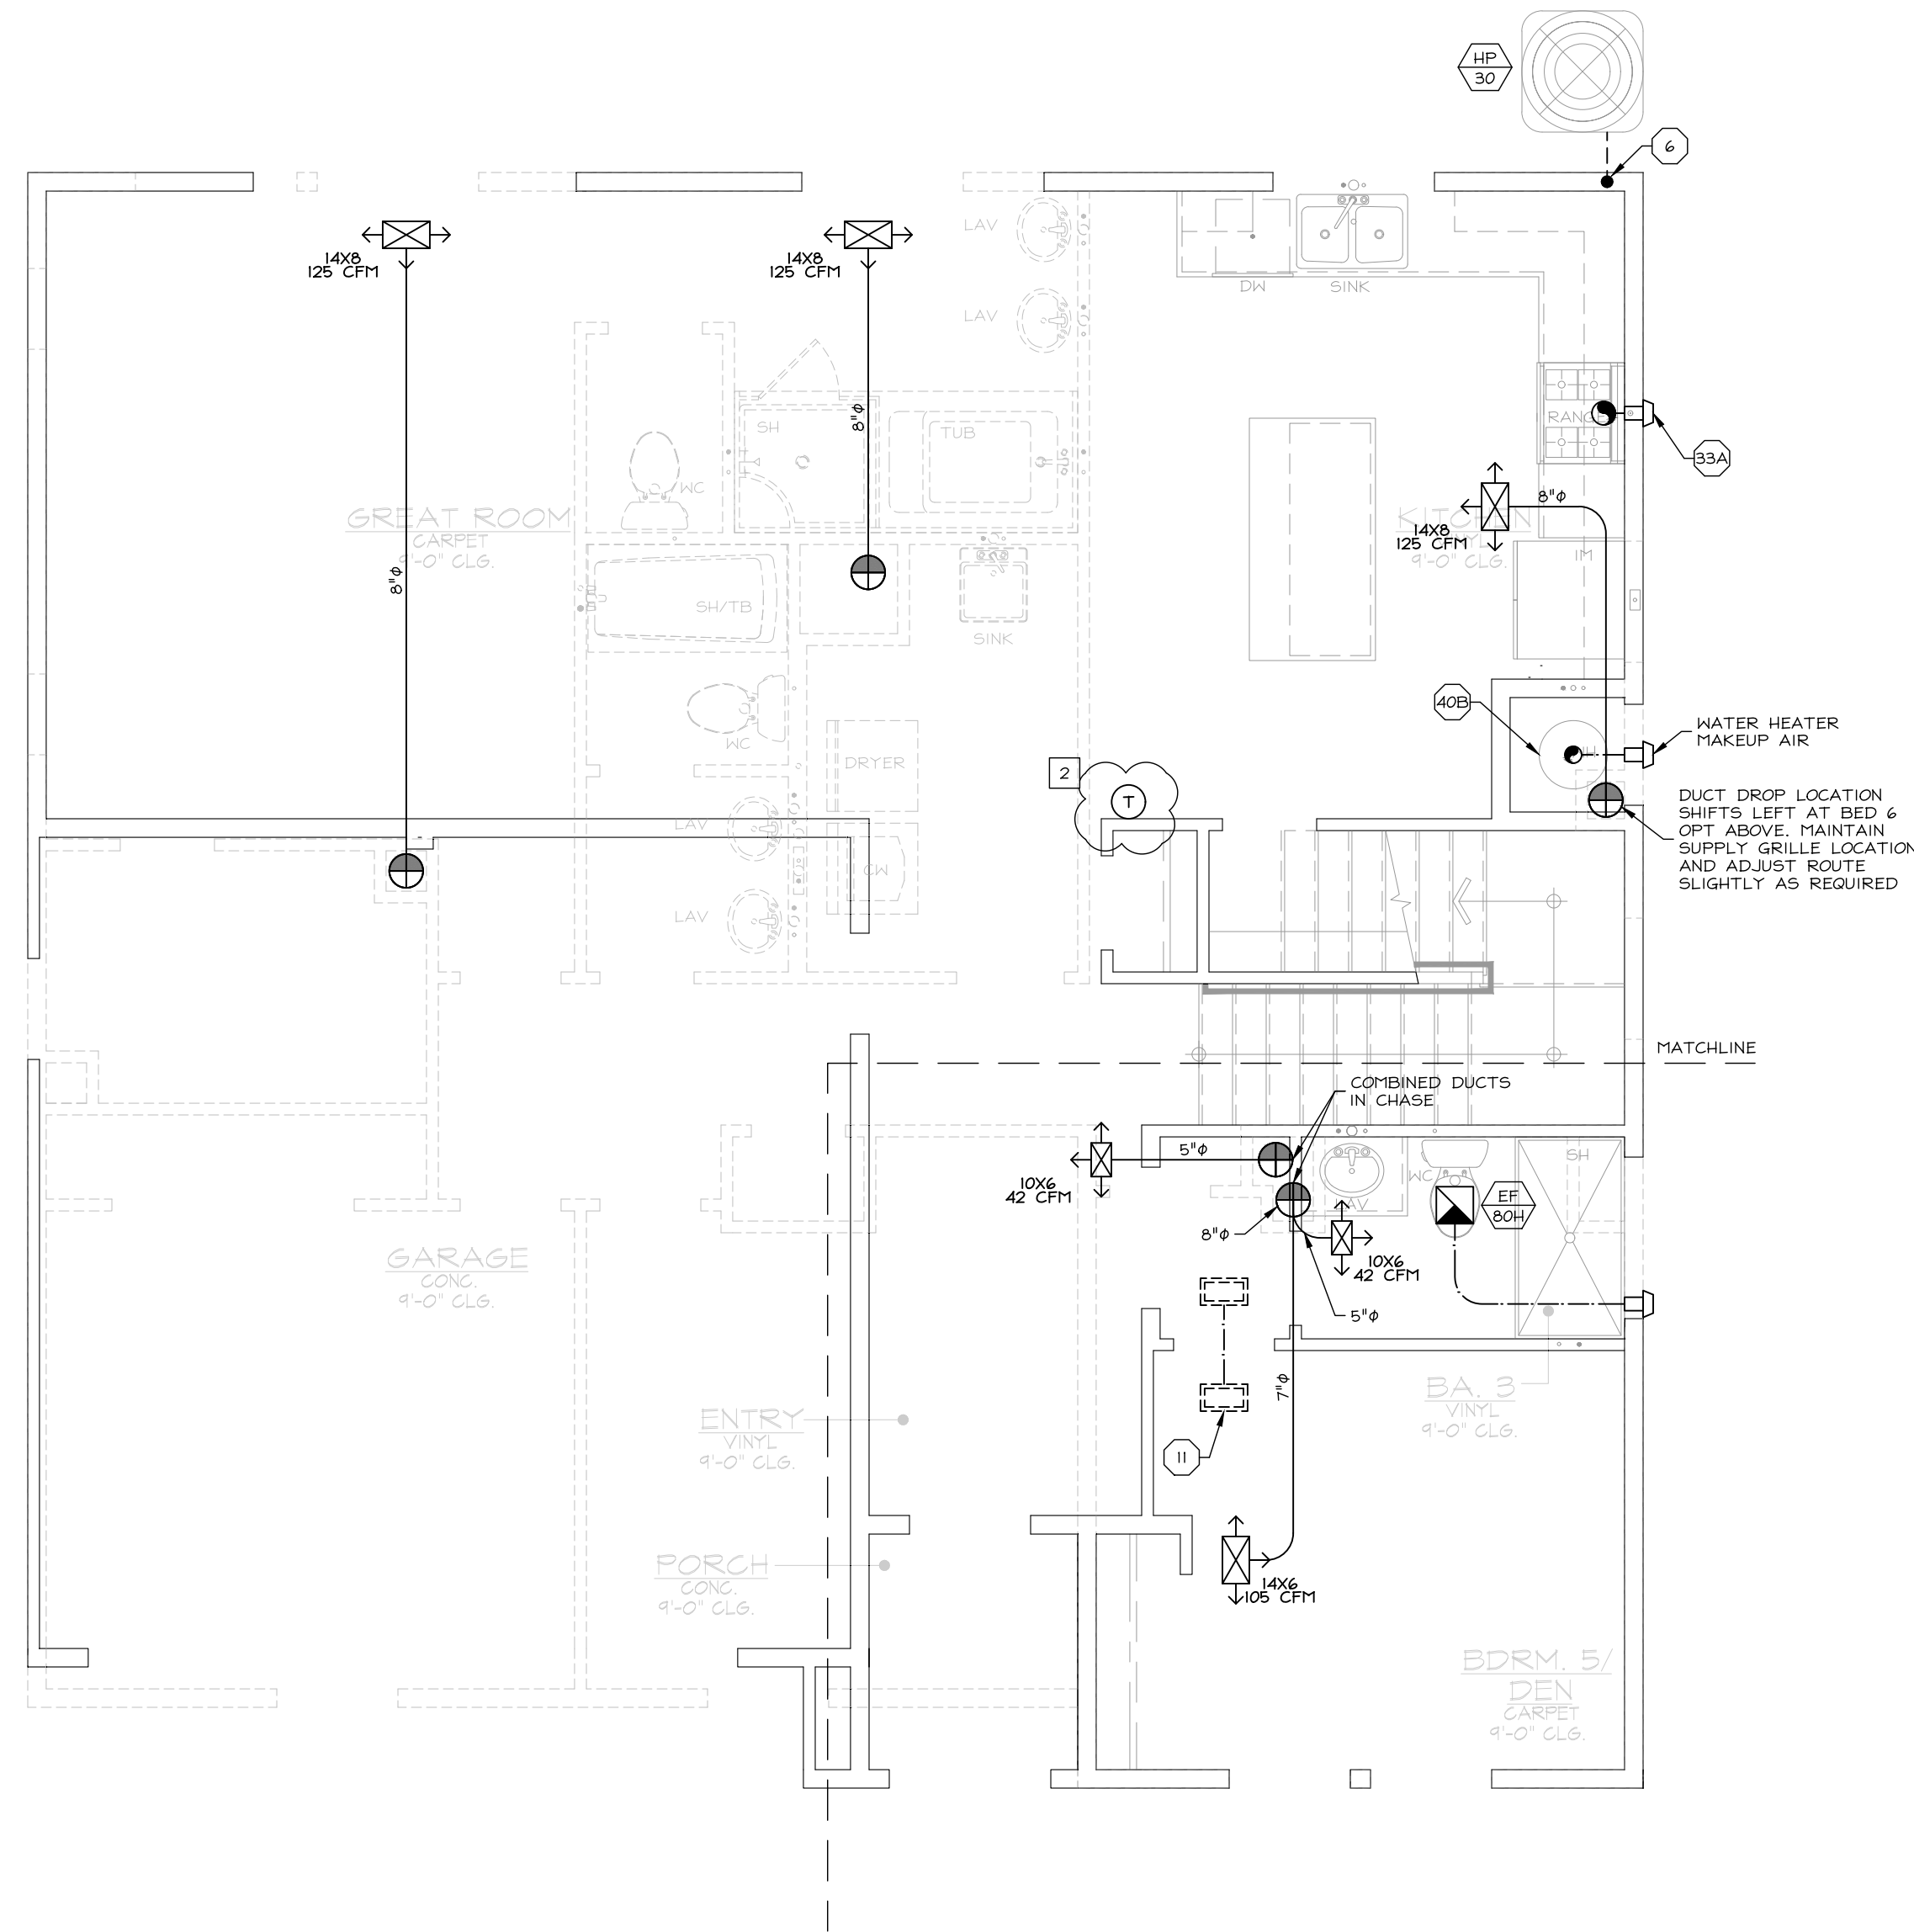 HP
30
6
LAV
14X8
125 CFM
14X8
125 CFM
DW
SINK
LAV
8"ϕ
SH
TUB
RANGE
33A
WC
8"ϕ
GREAT ROOM
CARPET
9'-0" CLG.
KITCHEN
VINYL
9'-0" CLG.
14X8
125 CFM
IM
8"ϕ
SH/TB
SINK
40B
WH
WATER HEATER
MAKEUP AIR
WC
DRYER
2
T
DUCT DROP LOCATION
SHIFTS LEFT AT BED 6
OPT ABOVE. MAINTAIN
SUPPLY GRILLE LOCATION
AND ADJUST ROUTE
SLIGHTLY AS REQUIRED
LAV
CW
LAV
MATCHLINE
COMBINED DUCTS
IN CHASE
5"ϕ
SH
WC
10X6
42 CFM
LAV
EF
80H
8"ϕ
10X6
42 CFM
GARAGE
CONC.
9'-0" CLG.
5"ϕ
7"ϕ
BA. 3
VINYL
9'-0" CLG.
ENTRY
VINYL
9'-0" CLG.
11
PORCH
CONC.
9'-0" CLG.
14X6
105 CFM
BDRM. 5/
DEN
CARPET
9'-0" CLG.